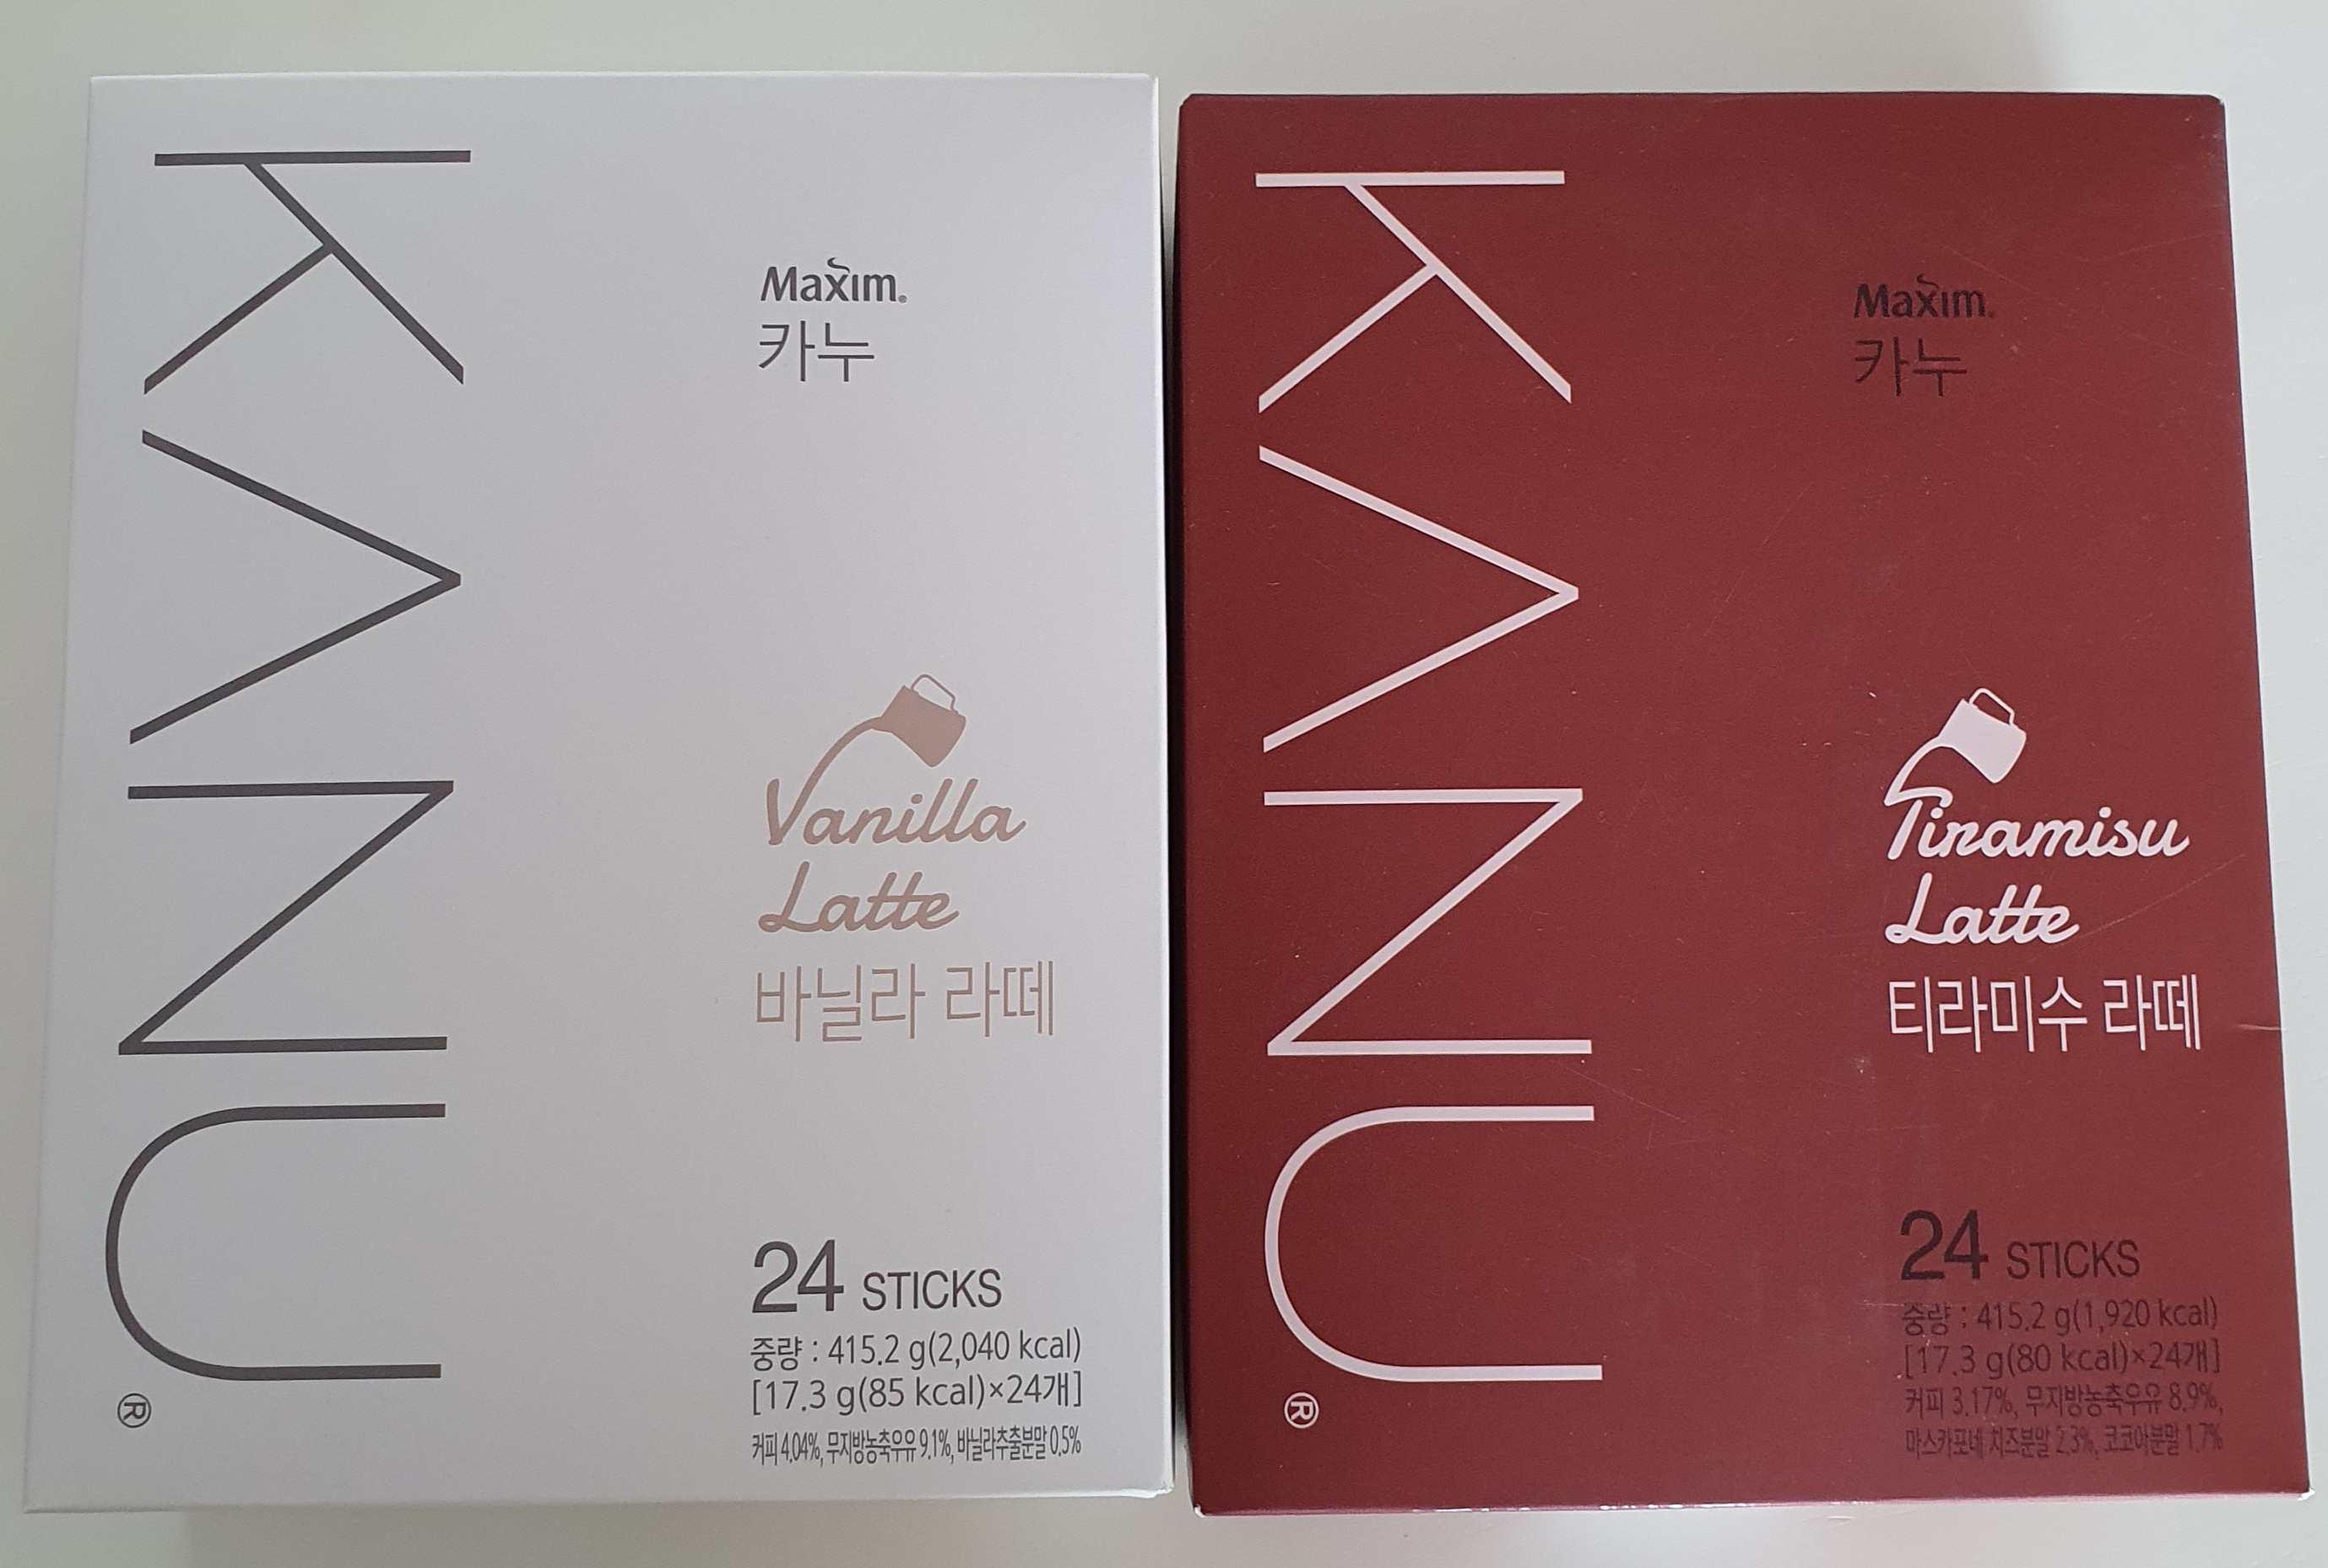 KANU®
Maxim.
카누
Vanilla
Latte
바닐라 라떼
24 STICKS
중량 : 415.2 g(2,040 kcal)
[17.3 g(85 kcal)×24개]
커피 4.04%, 무지방농축우유 9.1%, 바닐라추출분말 0.5%
KANU®
Maxim.
카누
Tiramisu
Latte
티라미수 라떼
24 STICKS
중량 : 415.2 g(1,920 kcal)
[17.3 g(80 kcal)×24개]
커피 3.17%, 무지방농축우유 8.9%,
마스카포네 치즈분말 2.3%, 코코아분말 1.7%